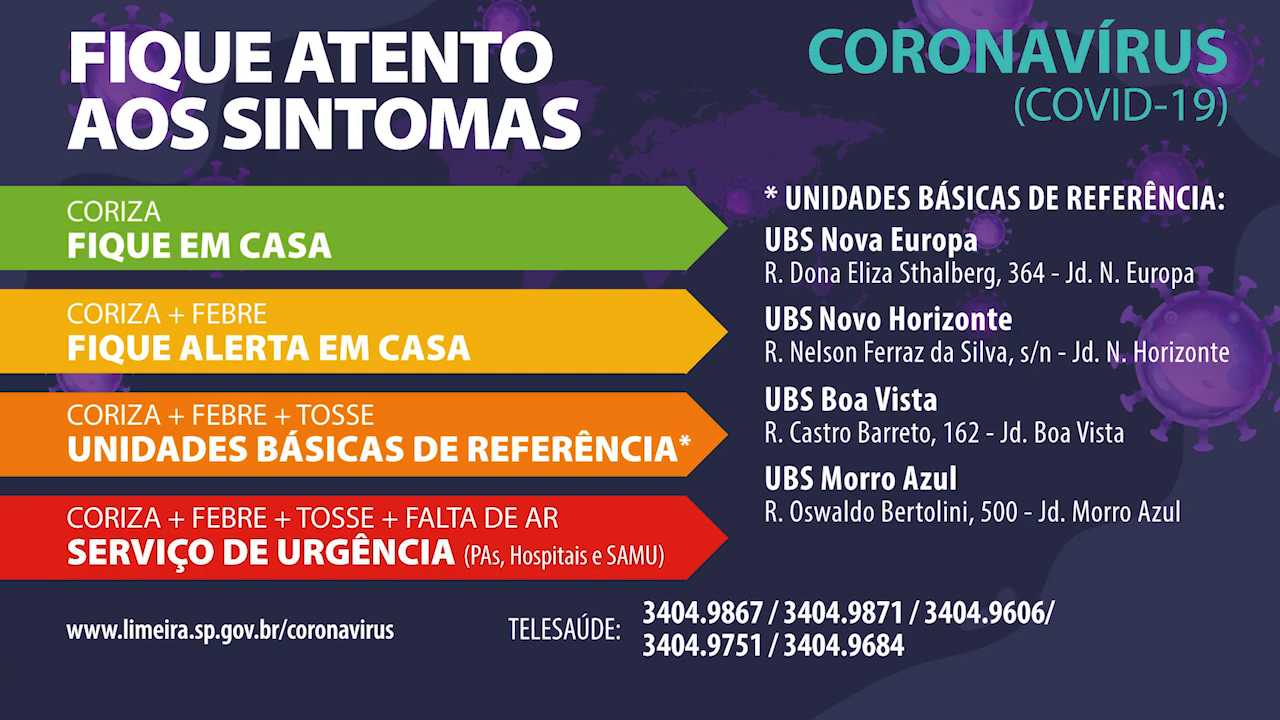 FIQUE ATENTO
AOS SINTOMAS
CORONAVÍRUS
(COVID-19)
CORIZA
FIQUE EM CASA
CORIZA + FEBRE
FIQUE ALERTA EM CASA
CORIZA + FEBRE + TOSSE
UNIDADES BÁSICAS DE REFERÊNCIA*
CORIZA + FEBRE + TOSSE + FALTA DE AR
SERVIÇO DE URGÊNCIA (PAs, Hospitais e SAMU)
* UNIDADES BÁSICAS DE REFERÊNCIA:
UBS Nova Europa
R. Dona Eliza Sthalberg, 364 - Jd. N. Europa
UBS Novo Horizonte
R. Nelson Ferraz da Silva, s/n - Jd. N. Horizonte
UBS Boa Vista
R. Castro Barreto, 162 - Jd. Boa Vista
UBS Morro Azul
R. Oswaldo Bertolini, 500 - Jd. Morro Azul
www.limeira.sp.gov.br/coronavirus
TELESAÚDE: 3404.9867 / 3404.9871 / 3404.9606/
3404.9751 / 3404.9684